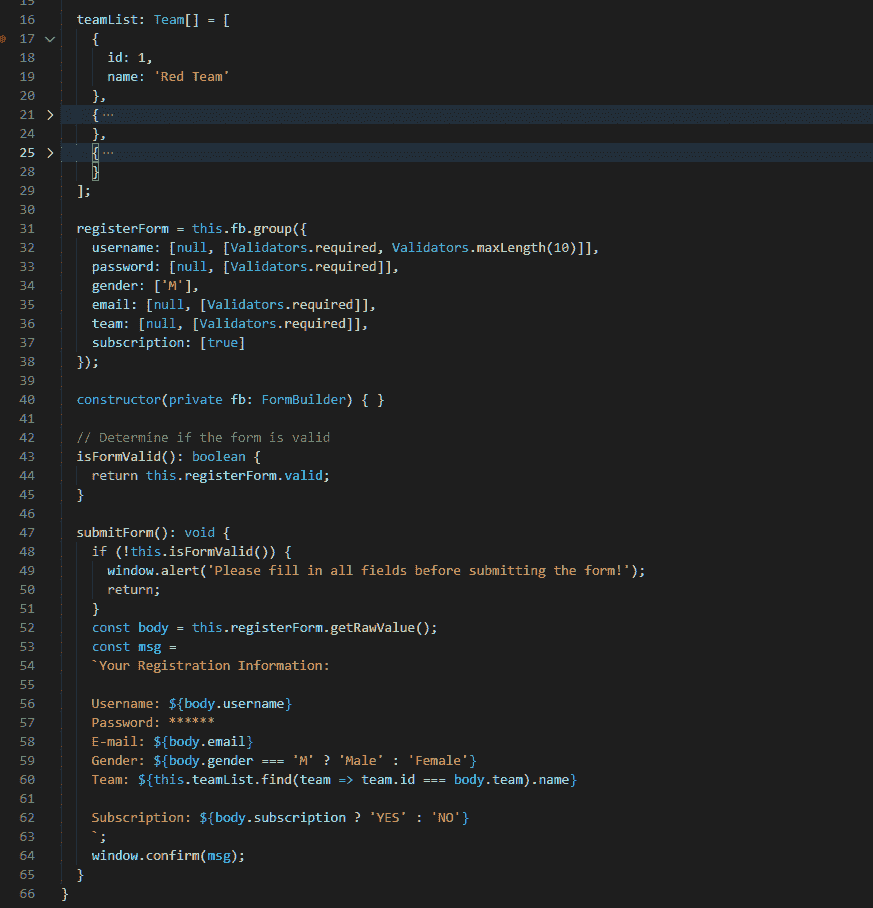 15
16 teamList: Team[] = [
17 {
18 id: 1,
19 name: 'Red Team'
20 },
21 { ···
24 },
25 { ···
28 }
29 ];
30
31 registerForm = this.fb.group({
32 username: [null, [Validators.required, Validators.maxLength(10)]],
33 password: [null, [Validators.required]],
34 gender: ['M'],
35 email: [null, [Validators.required]],
36 team: [null, [Validators.required]],
37 subscription: [true]
38 });
39
40 constructor(private fb: FormBuilder) { }
41
42 // Determine if the form is valid
43 isFormValid(): boolean {
44 return this.registerForm.valid;
45 }
46
47 submitForm(): void {
48 if (!this.isFormValid()) {
49 window.alert('Please fill in all fields before submitting the form!');
50 return;
51 }
52 const body = this.registerForm.getRawValue();
53 const msg =
54 `Your Registration Information:
55
56 Username: ${body.username}
57 Password: ******
58 E-mail: ${body.email}
59 Gender: ${body.gender === 'M' ? 'Male' : 'Female'}
60 Team: ${this.teamList.find(team => team.id === body.team).name}
61
62 Subscription: ${body.subscription ? 'YES' : 'NO'}
63 `;
64 window.confirm(msg);
65 }
66 }